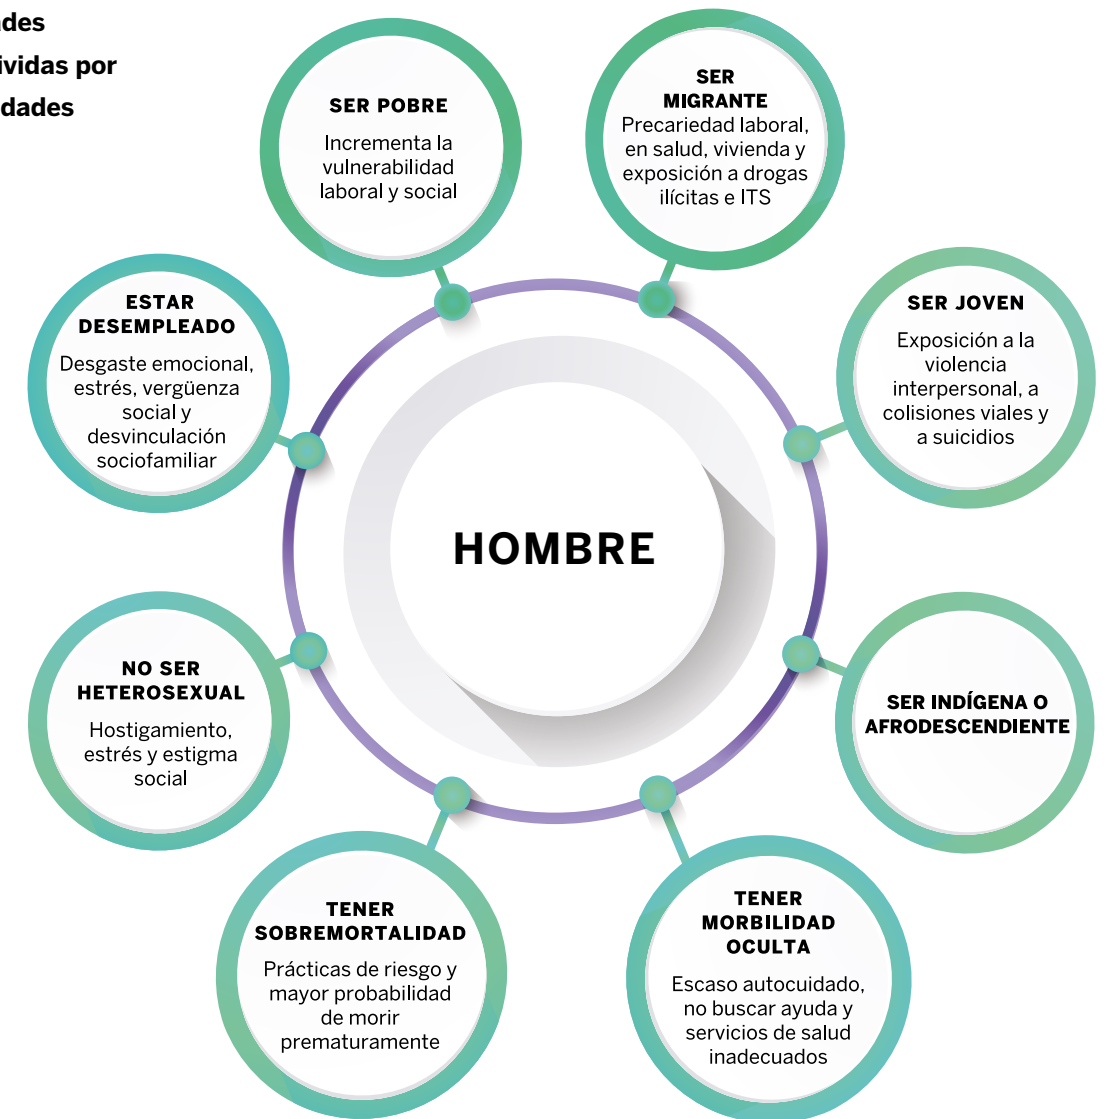 ividas por
SER POBRE
Incrementa la
vulnerabilidad
laboral y social
SER
MIGRANTE
Precariedad laboral,
en salud, vivienda y
exposición a drogas
ilícitas e ITS
SER JOVEN
Exposición a la
violencia
interpersonal, a
colisiones viales y
a suicidios
SER INDÍGENA O
AFRODESCENDIENTE
TENER
MORBILIDAD
OCULTA
Escaso autocuidado,
no buscar ayuda y
servicios de salud
inadecuados
TENER
SOBREMORTALIDAD
Prácticas de riesgo y
mayor probabilidad
de morir
prematuramente
NO SER
HETEROSEXUAL
Hostigamiento,
estrés y estigma
social
ESTAR
DESEMPLEADO
Desgaste emocional,
estrés, vergüenza
social y
desvinculación
sociofamiliar
HOMBRE